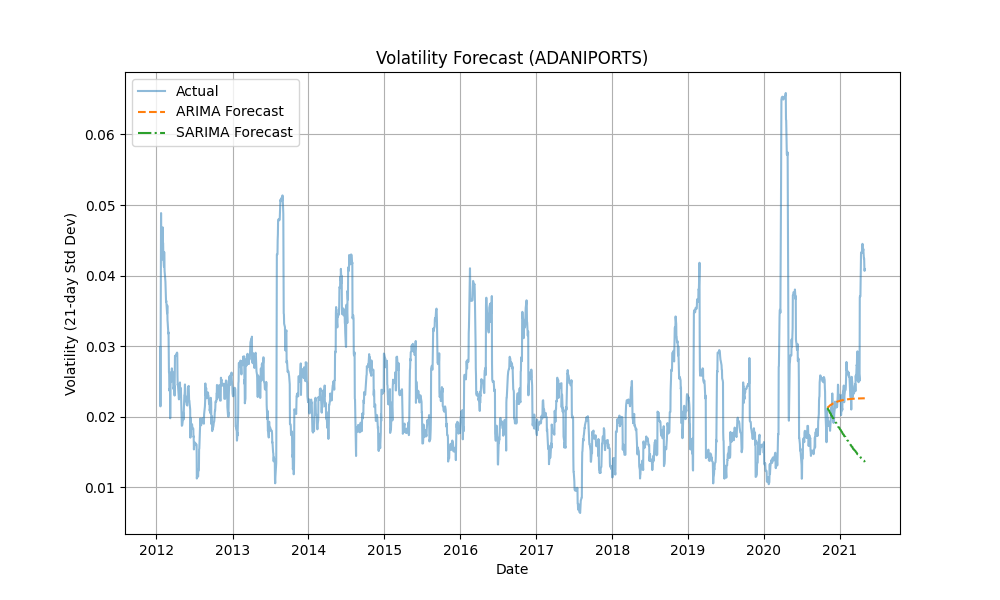 Volatility Forecast (ADANIPORTS)
Actual
ARIMA Forecast
SARIMA Forecast
Volatility (21-day Std Dev)
0.06
0.05
0.04
0.03
0.02
0.01
2012 2013 2014 2015 2016 2017 2018 2019 2020 2021
Date